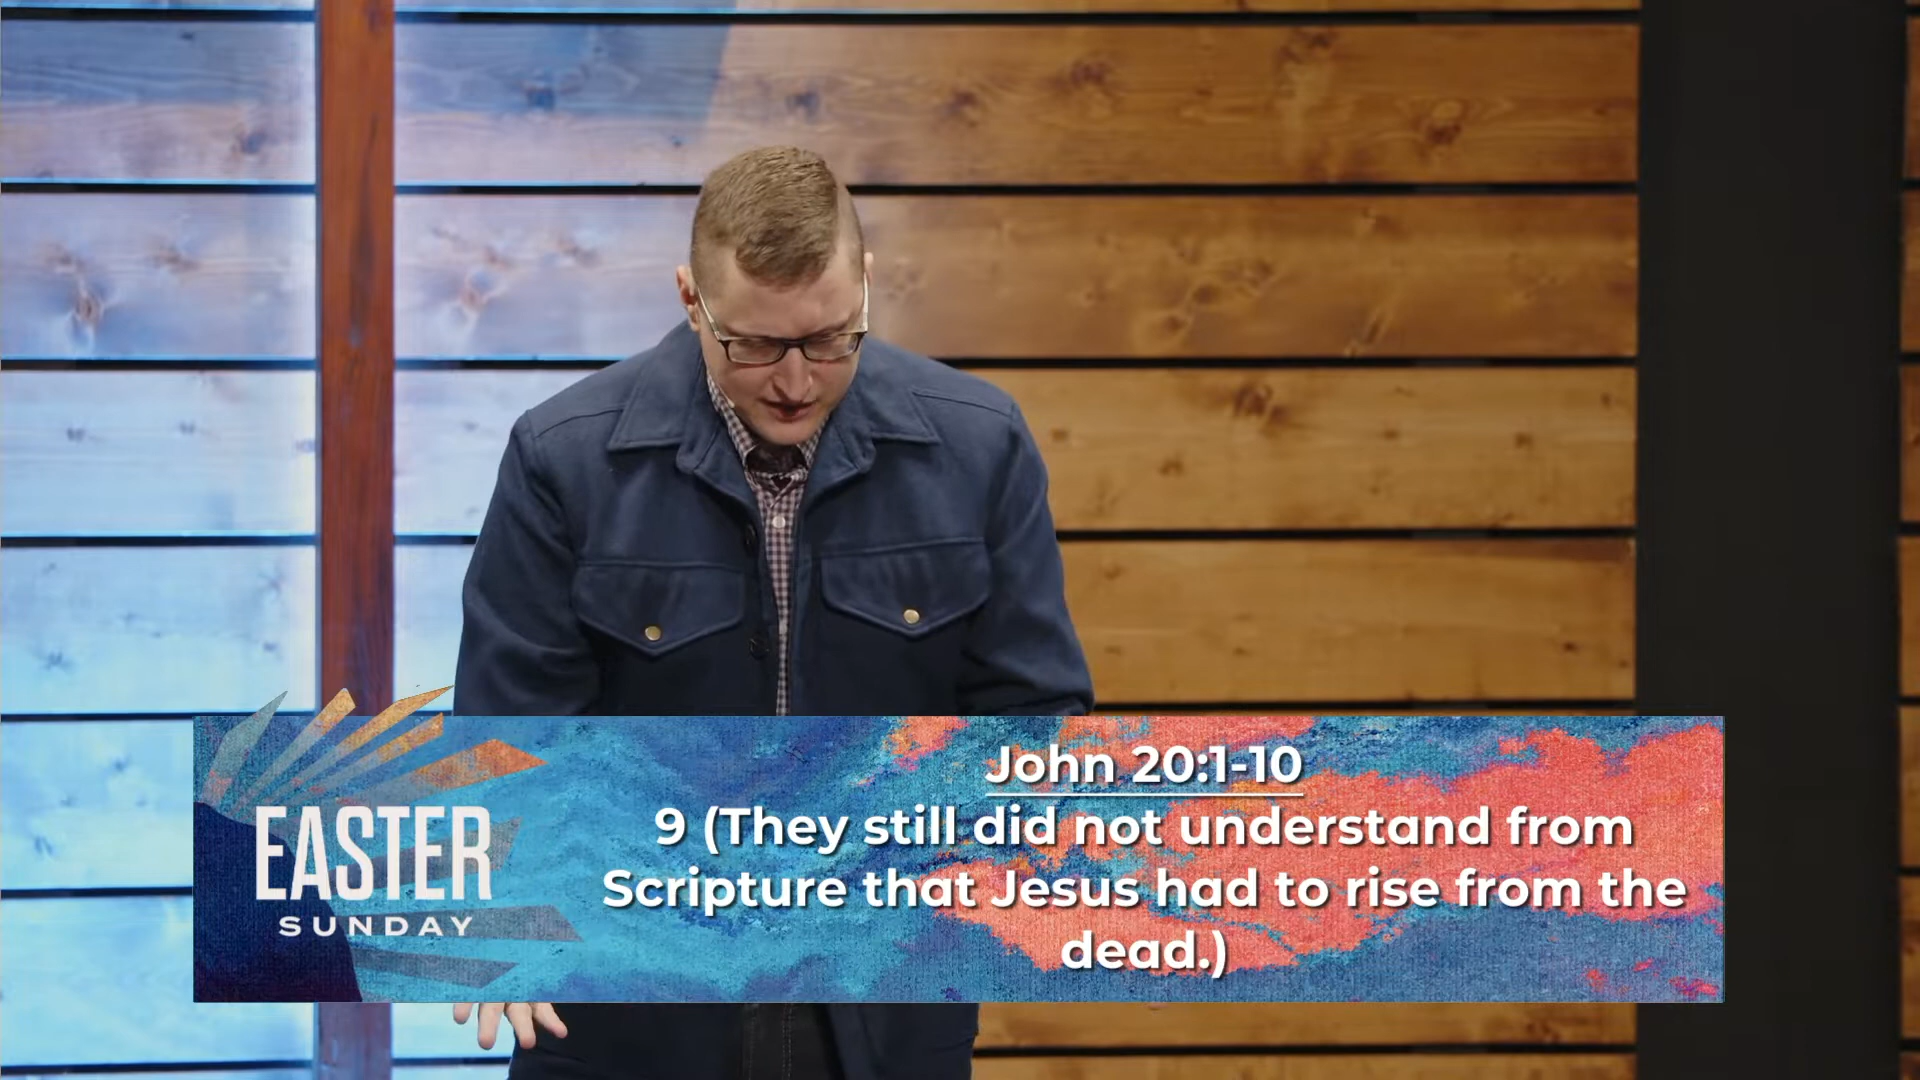 EASTER
SUNDAY
John 20:1-10
9 (They still did not understand from
Scripture that Jesus had to rise from the
dead.)